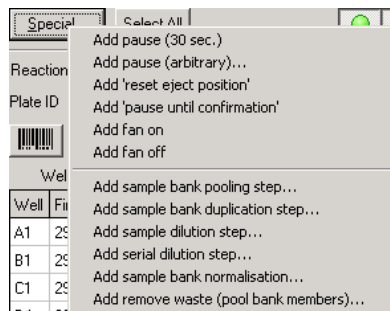 Special Select All
Add pause (30 sec.)
Add pause (arbitrary)...
Reaction
Add 'reset eject position'
Plate ID
Add 'pause until confirmation'
Add fan on
Add fan off
Add sample bank pooling step...
Well
Add sample bank duplication step...
Add sample dilution step...
A1 29
Add serial dilution step...
B1 29
Add sample bank normalisation...
C1 29
Add remove waste (pool bank members)...